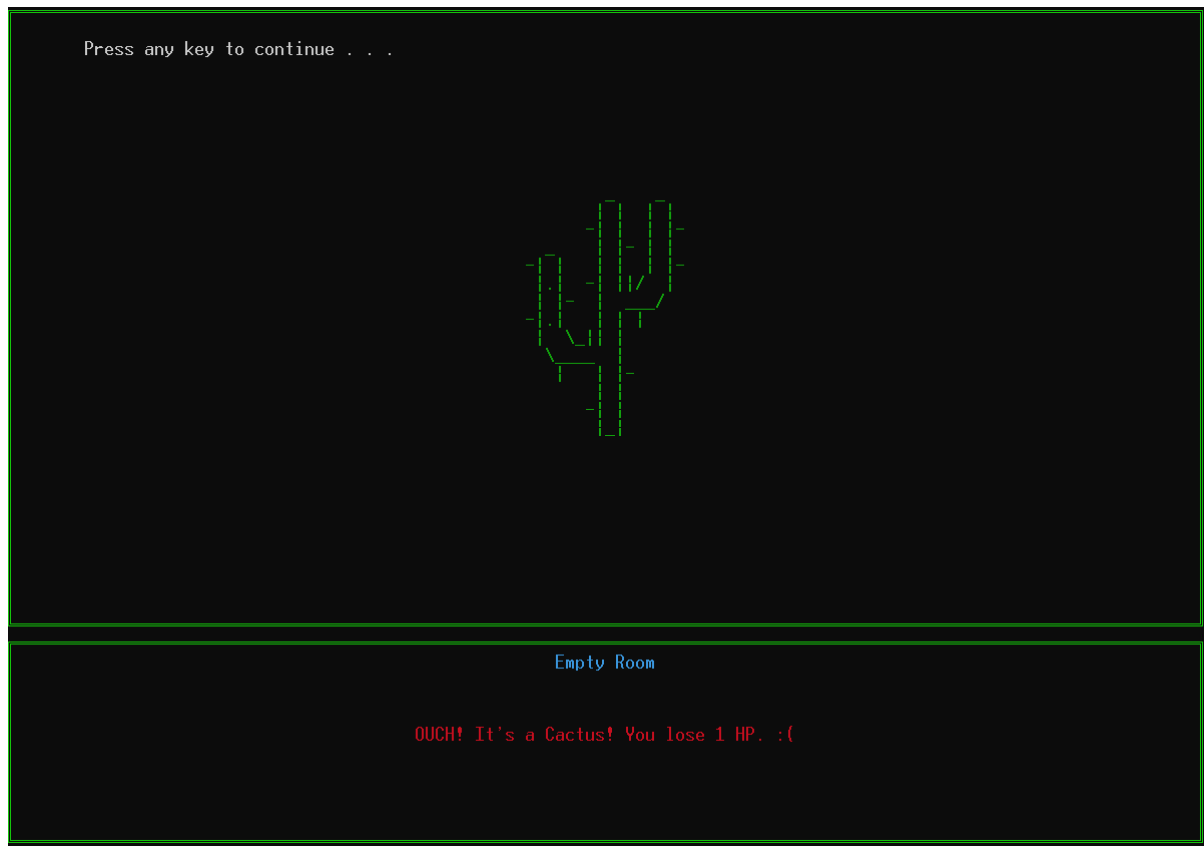 Press any key to continue . . .
Empty Room
OUCH! It's a Cactus! You lose 1 HP. :(